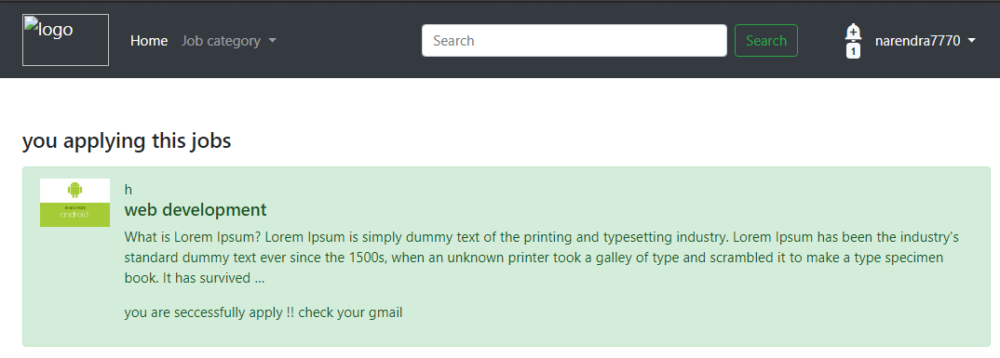 logo
Home Job category Search Search 1 narendra7770
you applying this jobs
h
android
web development
What is Lorem Ipsum? Lorem Ipsum is simply dummy text of the printing and typesetting industry. Lorem Ipsum has been the industry's
standard dummy text ever since the 1500s, when an unknown printer took a galley of type and scrambled it to make a type specimen
book. It has survived ...
you are seccessfully apply !! check your gmail